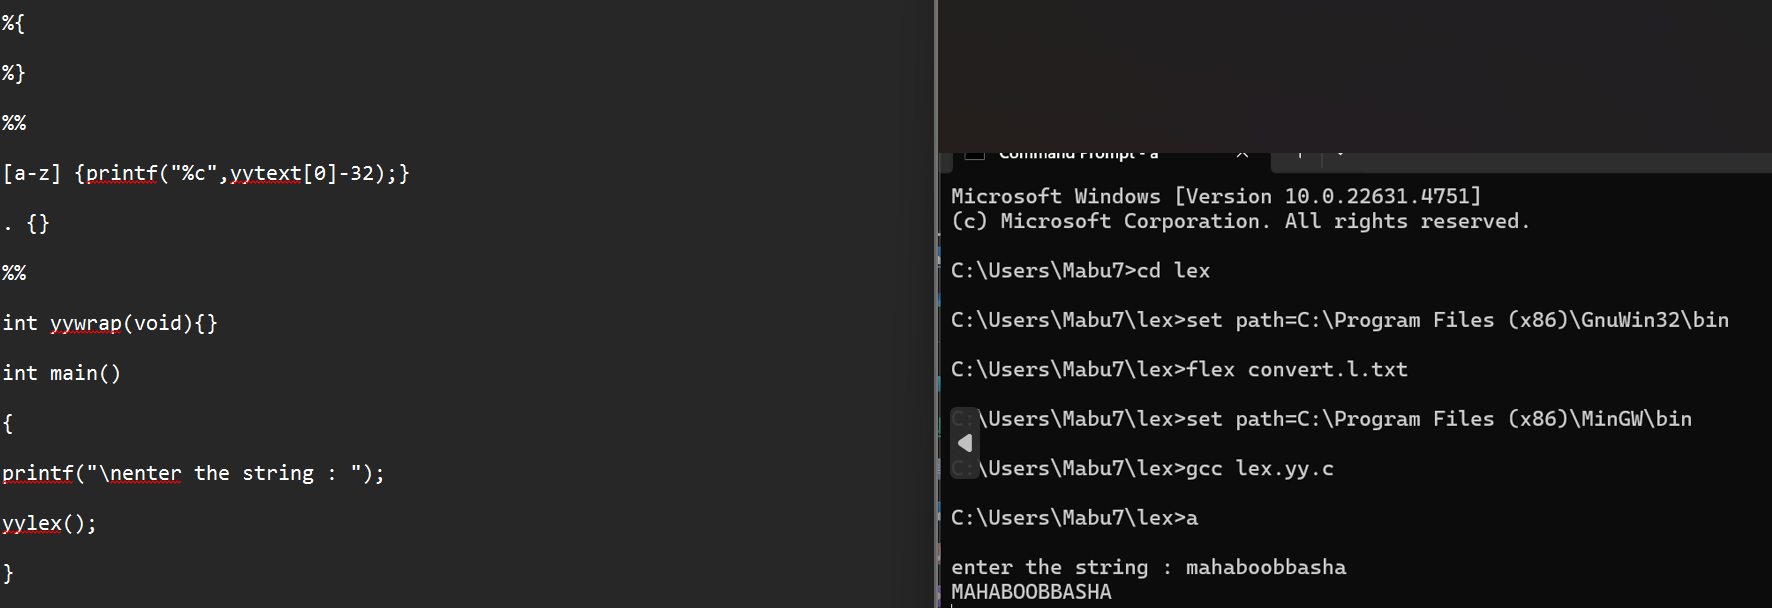 %{
%}
%%
[a-z] {printf("%c",yytext[0]-32);}
. {}
%%
int yywrap(void){}
int main()
{
printf("\nenter the string : ");
yylex();
}
Command Prompt - a
Microsoft Windows [Version 10.0.22631.4751]
(c) Microsoft Corporation. All rights reserved.
C:\Users\Mabu7>cd lex
C:\Users\Mabu7\lex>set path=C:\Program Files (x86)\GnuWin32\bin
C:\Users\Mabu7\lex>flex convert.l.txt
C:\Users\Mabu7\lex>set path=C:\Program Files (x86)\MinGW\bin
C:\Users\Mabu7\lex>gcc lex.yy.c
C:\Users\Mabu7\lex>a
enter the string : mahaboobbasha
MAHABOOBBASHA